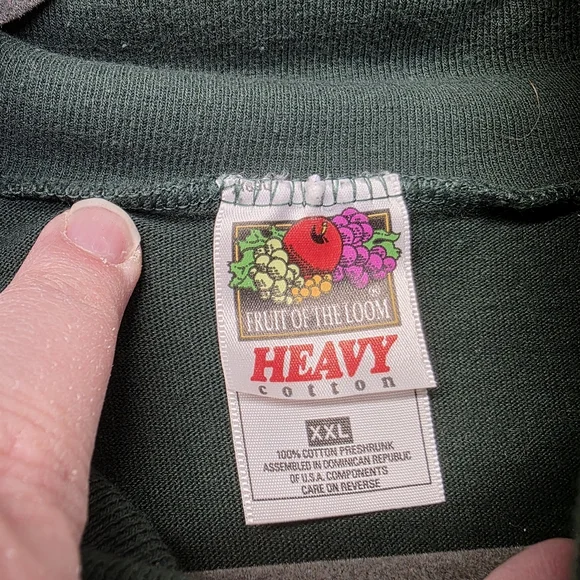 FRUIT OF THE LOOM
HEAVY
cotton
XXL
100% COTTON PRESHRUNK
ASSEMBLED IN DOMINICAN REPUBLIC
OF U.S.A. COMPONENTS
CARE ON REVERSE